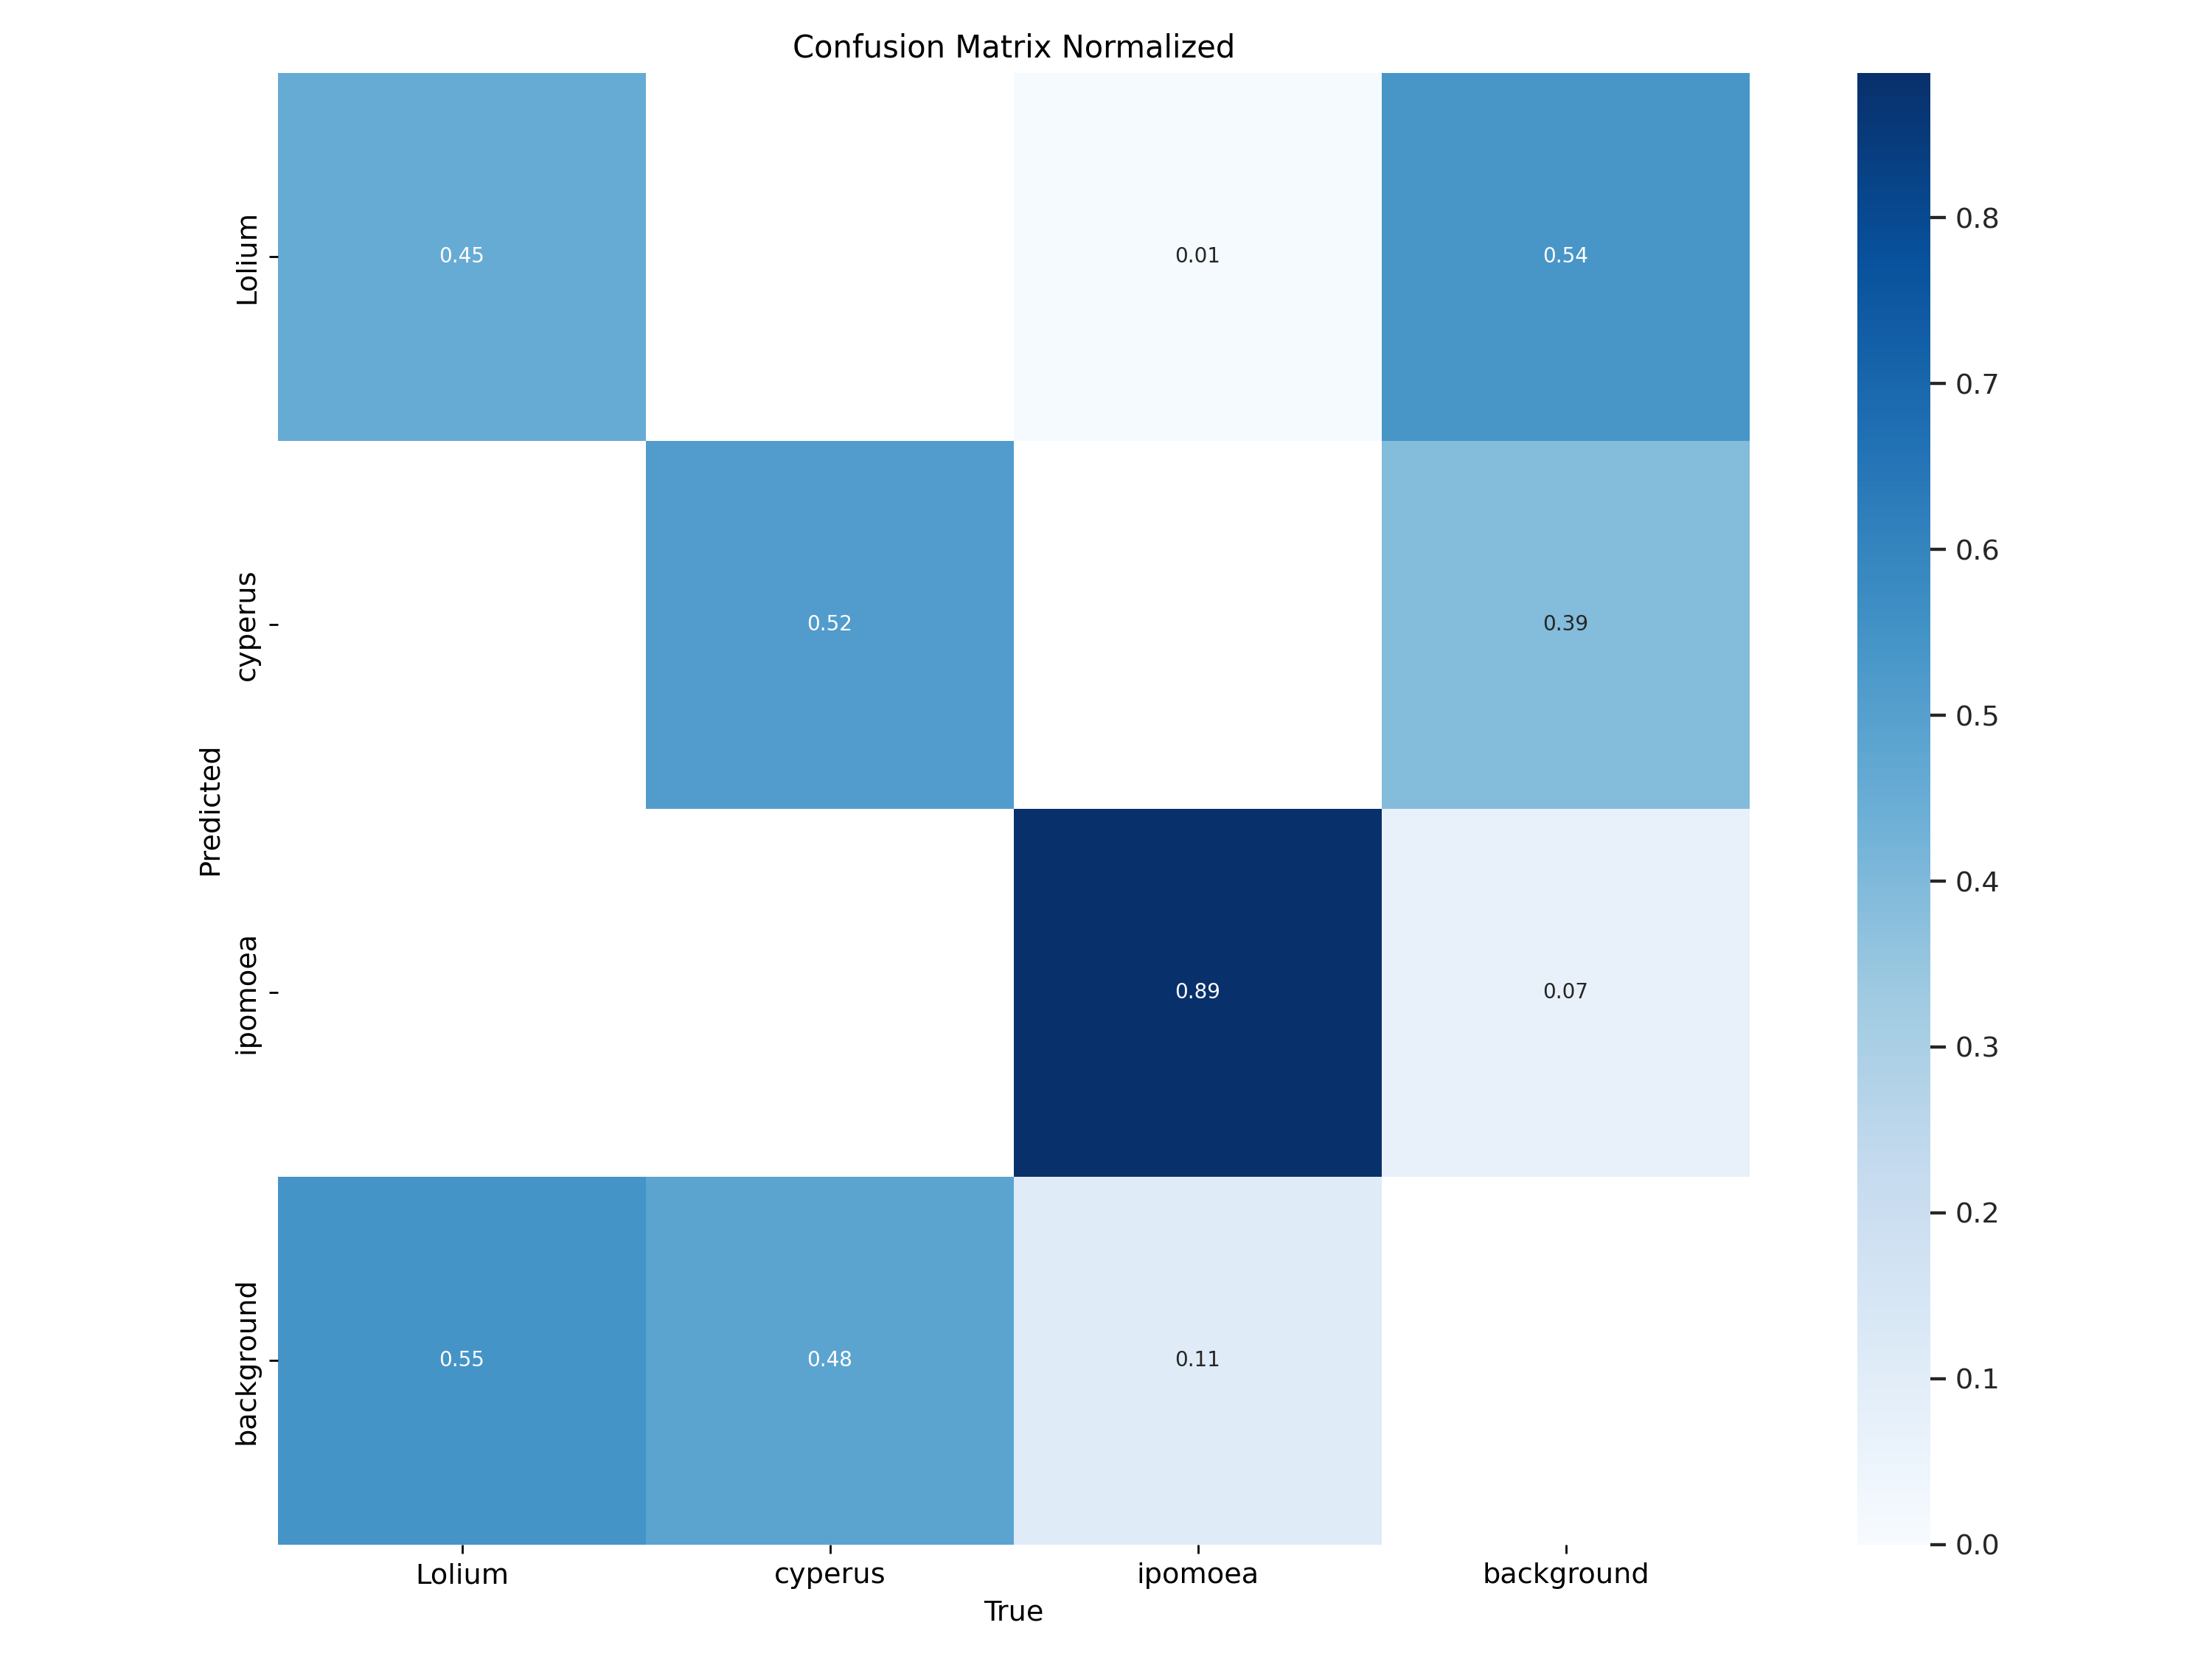 Confusion Matrix Normalized
Lolium
0.45
0.01
0.54
0.8
0.7
cyperus
0.52
0.39
0.6
0.5
Predicted
ipomoea
0.89
0.07
0.4
0.3
background
0.55
0.48
0.11
0.2
0.1
0.0
Lolium cyperus ipomoea background
True